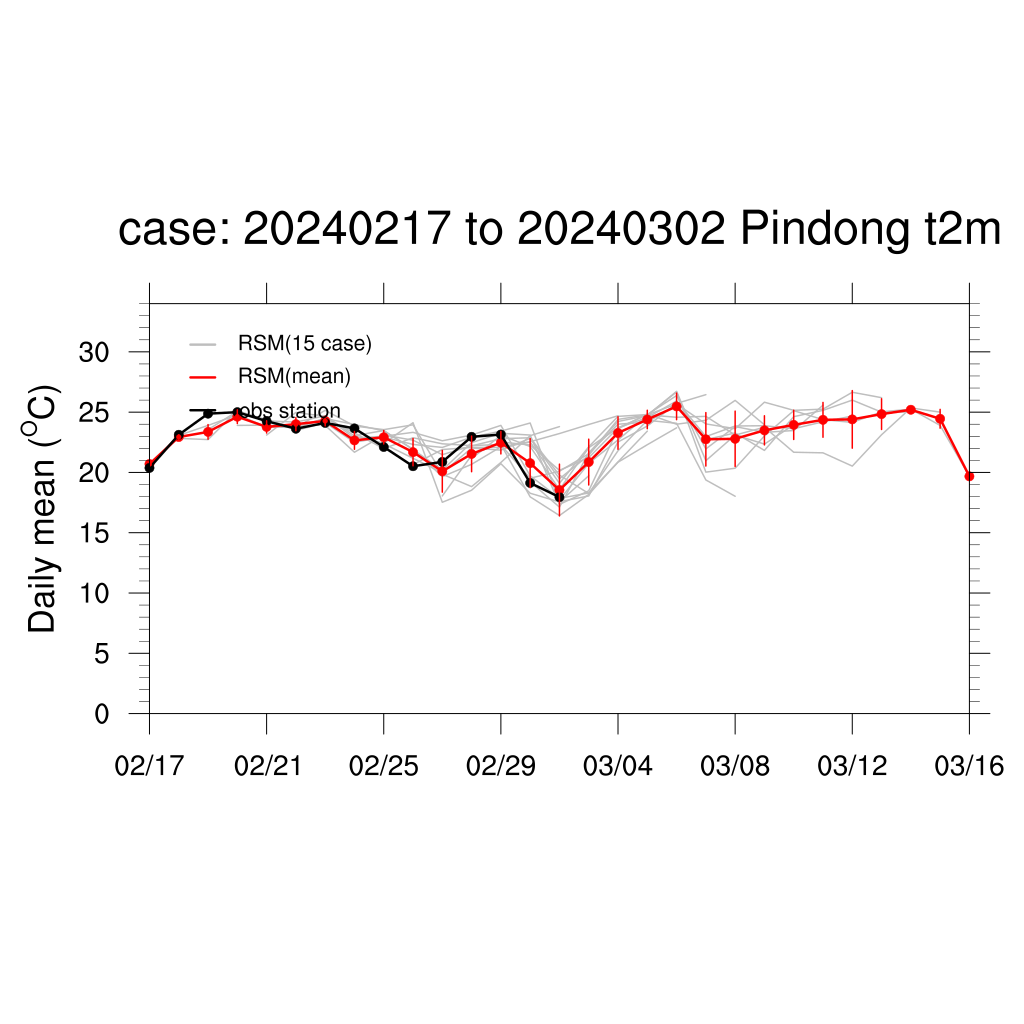 case: 20240217 to 20240302 Pindong t2m
RSM(15 case)
RSM(mean)
obs station
Daily mean (°C)
30
25
20
15
10
5
0
02/17 02/21 02/25 02/29 03/04 03/08 03/12 03/16